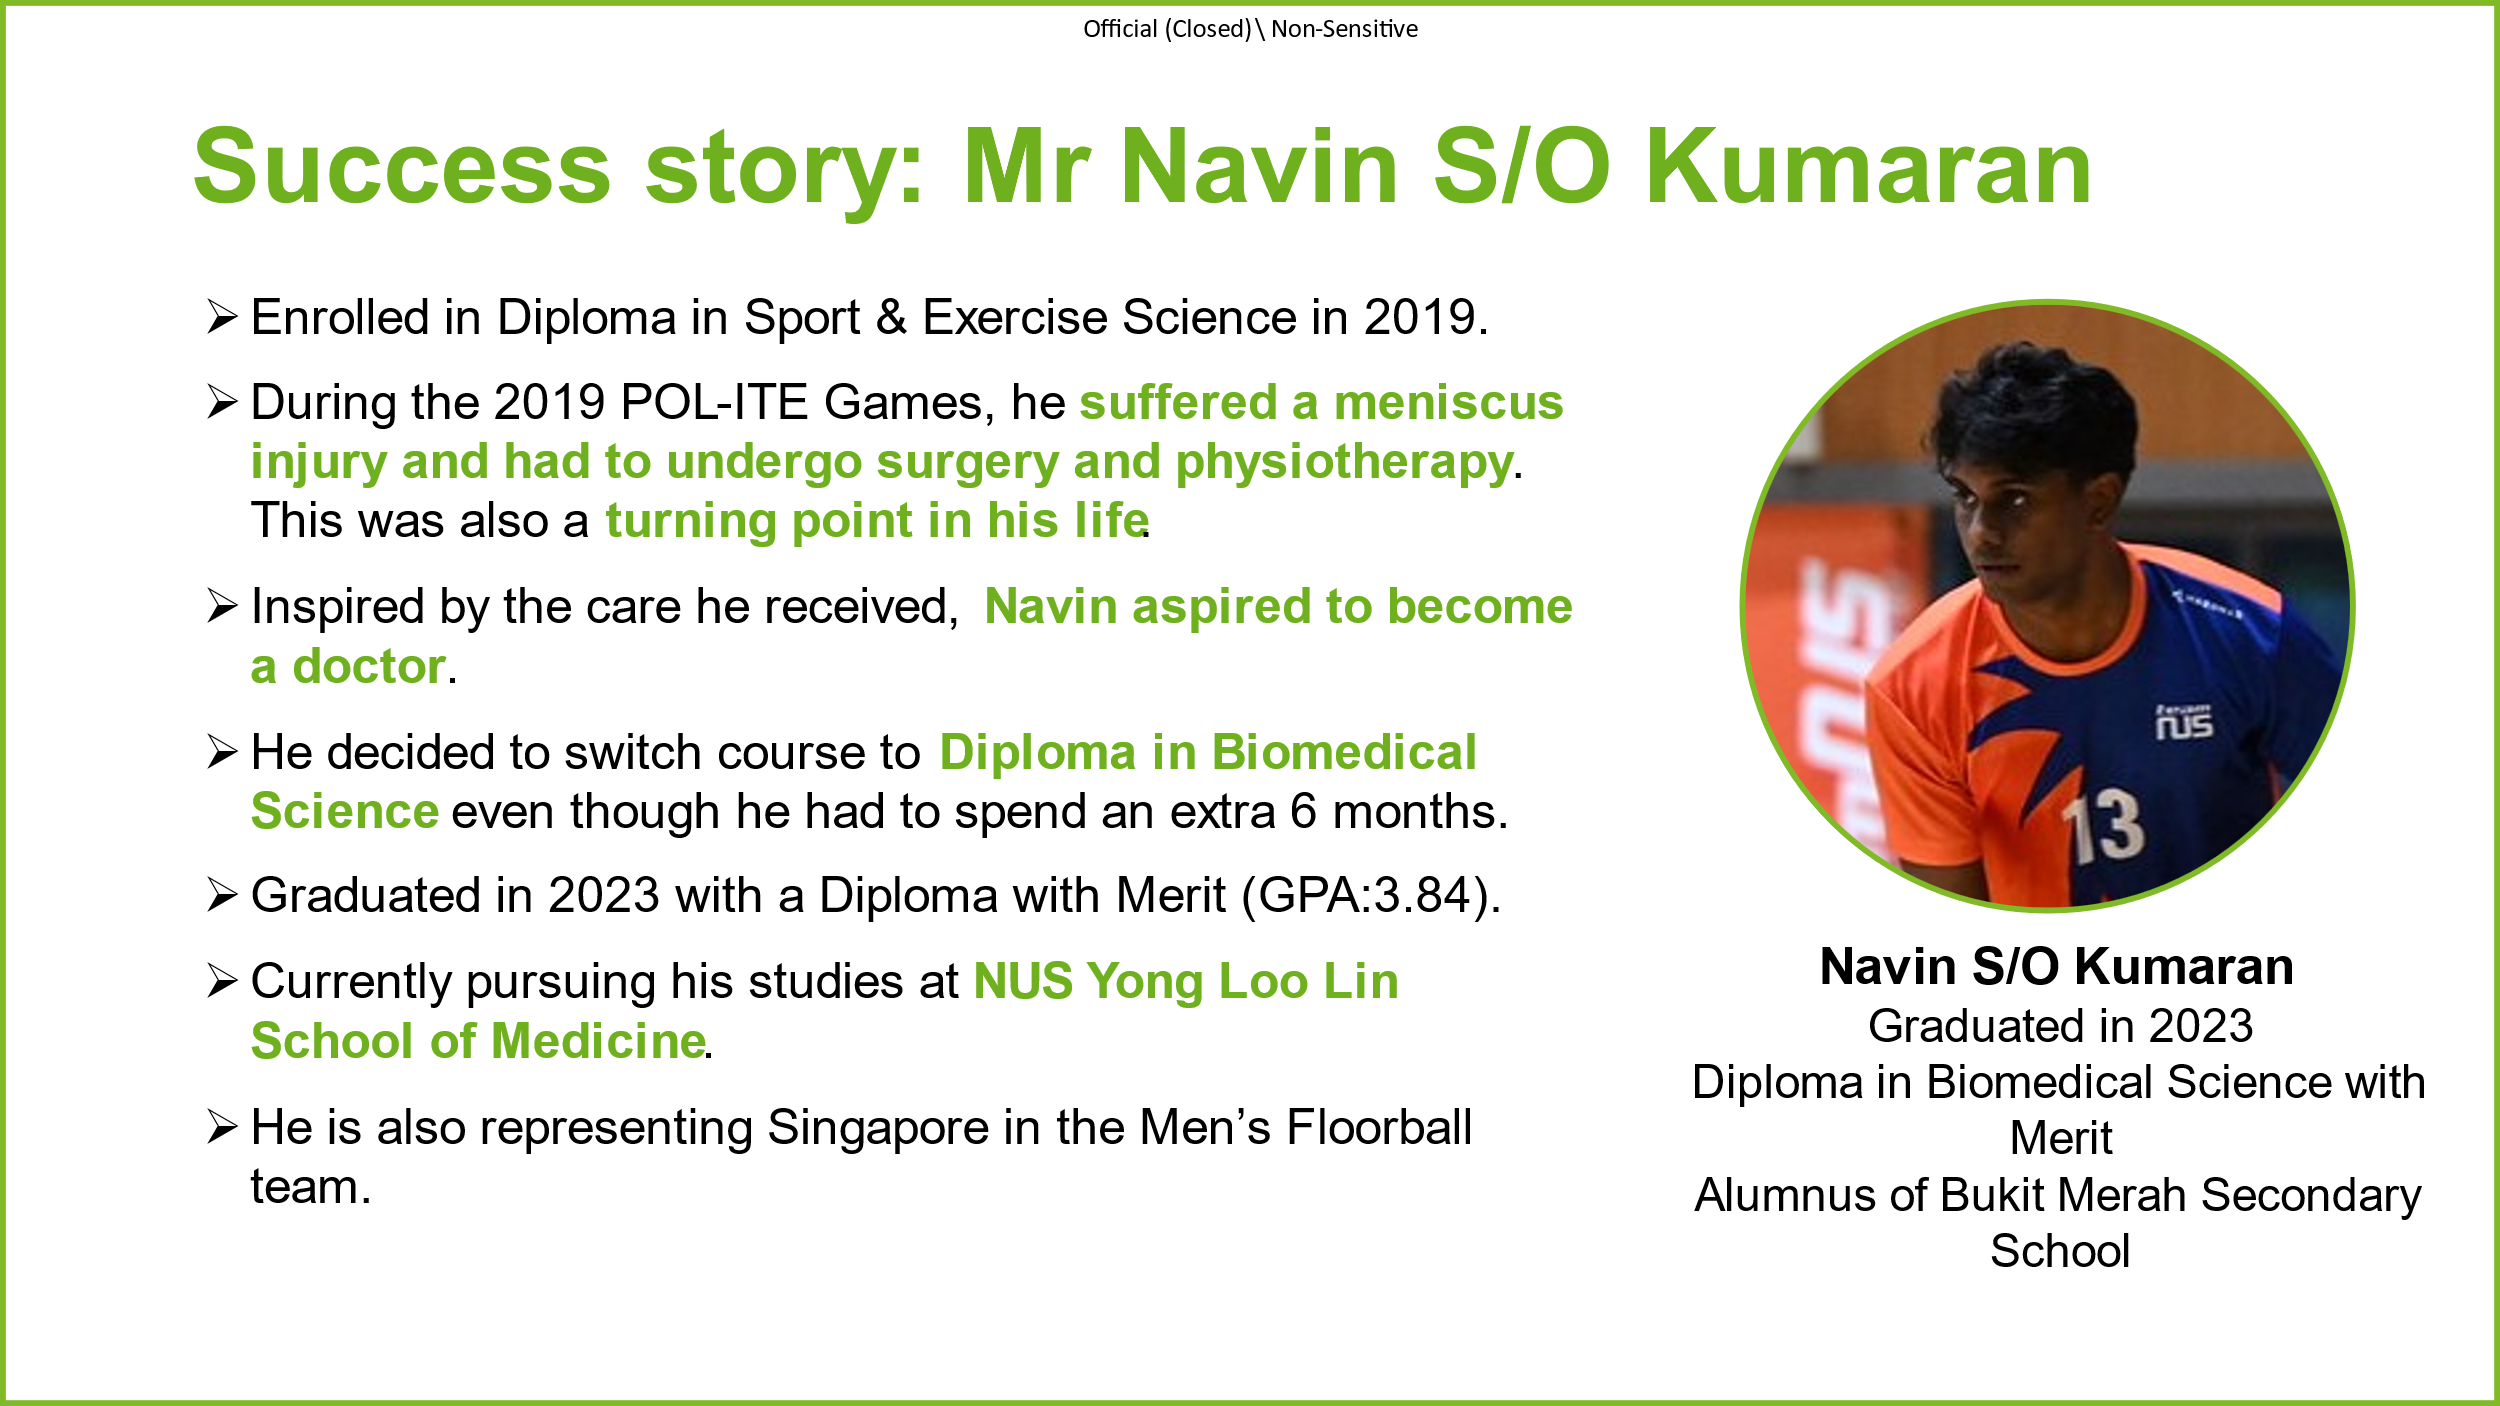 Official (Closed) \ Non-Sensitive
Success story: Mr Navin S/O Kumaran
➢ Enrolled in Diploma in Sport & Exercise Science in 2019.
➢ During the 2019 POL-ITE Games, he suffered a meniscus
injury and had to undergo surgery and physiotherapy.
This was also a turning point in his life.
➢ Inspired by the care he received, Navin aspired to become
a doctor.
➢ He decided to switch course to Diploma in Biomedical
Science even though he had to spend an extra 6 months.
➢ Graduated in 2023 with a Diploma with Merit (GPA:3.84).
➢ Currently pursuing his studies at NUS Yong Loo Lin
School of Medicine.
➢ He is also representing Singapore in the Men’s Floorball
team.
NUS
NUS
13
Navin S/O Kumaran
Graduated in 2023
Diploma in Biomedical Science with
Merit
Alumnus of Bukit Merah Secondary
School